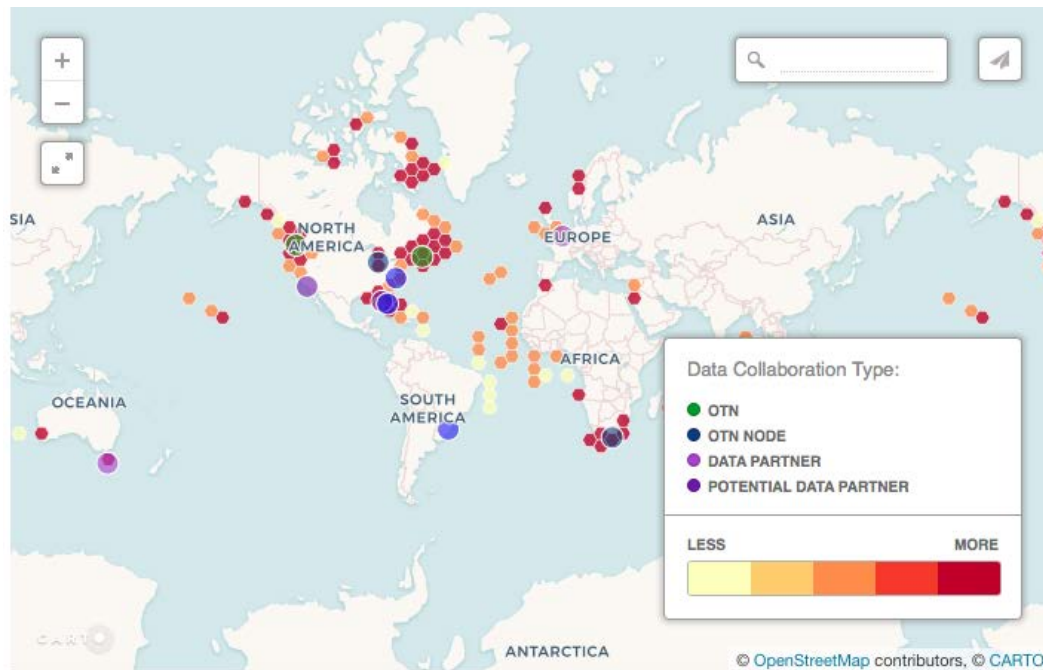 +
−
SIA
NORTH
AMERICA
EUROPE
ASIA
OCEANIA
SOUTH
AMERICA
AFRICA
Data Collaboration Type:
OTN
OTN NODE
DATA PARTNER
POTENTIAL DATA PARTNER
LESS MORE
CARTO
ANTARCTICA
© OpenStreetMap contributors, © CARTO